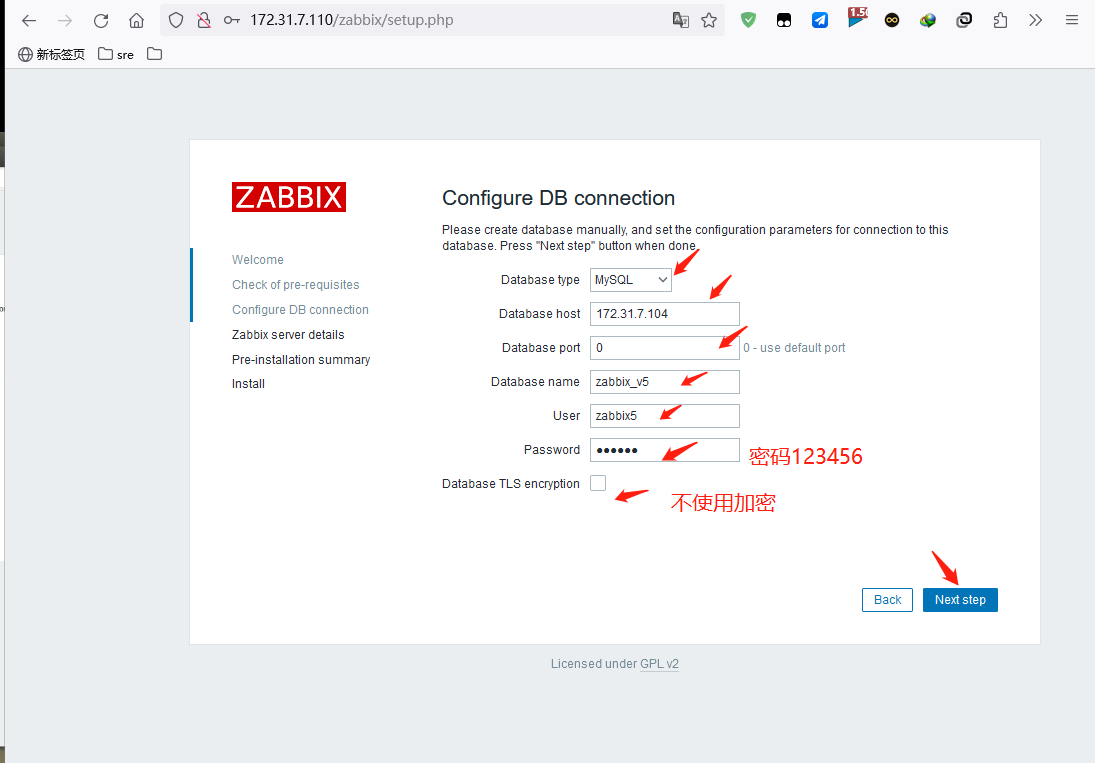 172.31.7.110/zabbix/setup.php
1.50
新标签页
sre
ZABBIX
Welcome
Check of pre-requisites
Configure DB connection
Zabbix server details
Pre-installation summary
Install
Configure DB connection
Please create database manually, and set the configuration parameters for connection to this
database. Press "Next step" button when done.
Database type MySQL
Database host 172.31.7.104
Database port 0 0 - use default port
Database name zabbix_v5
User zabbix5
Password ●●●●●● 密码123456
Database TLS encryption
不使用加密
Back Next step
Licensed under GPL v2